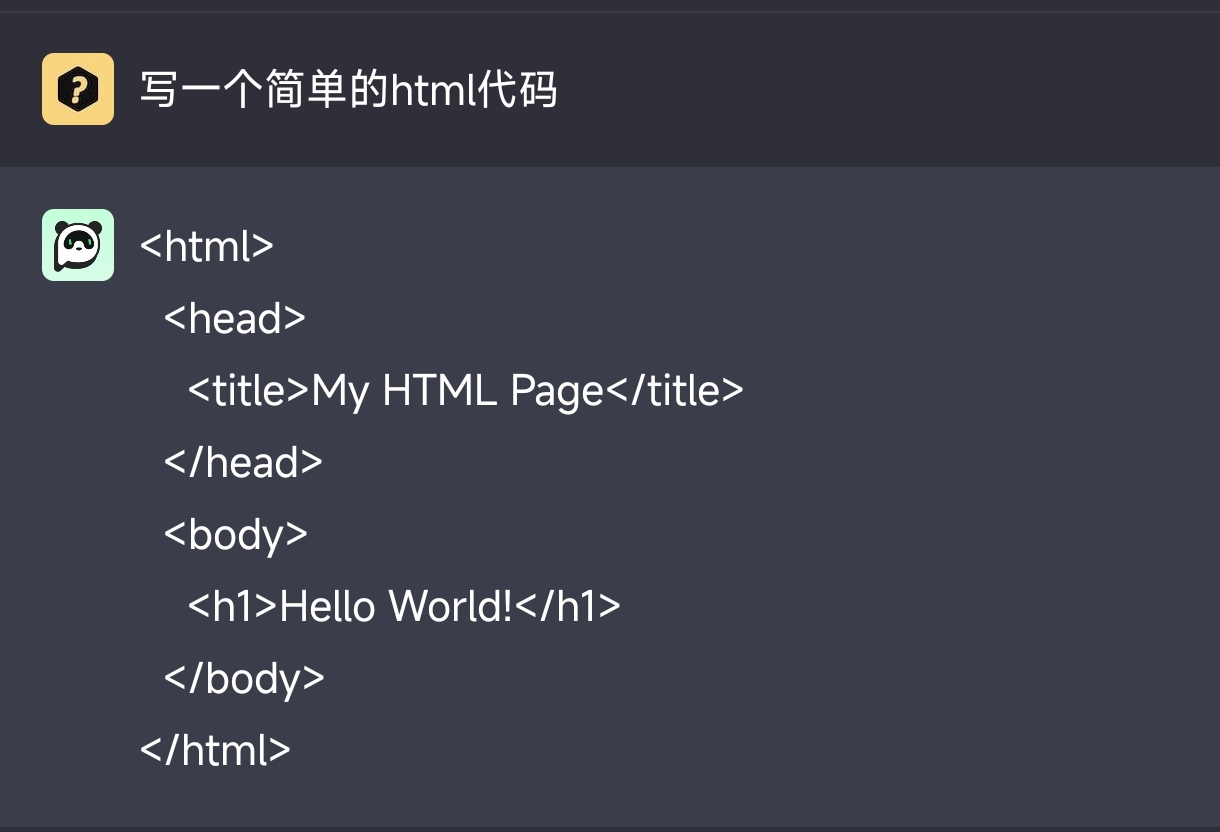 写一个简单的html代码
<html>
<head>
<title>My HTML Page</title>
</head>
<body>
<h1>Hello World!</h1>
</body>
</html>